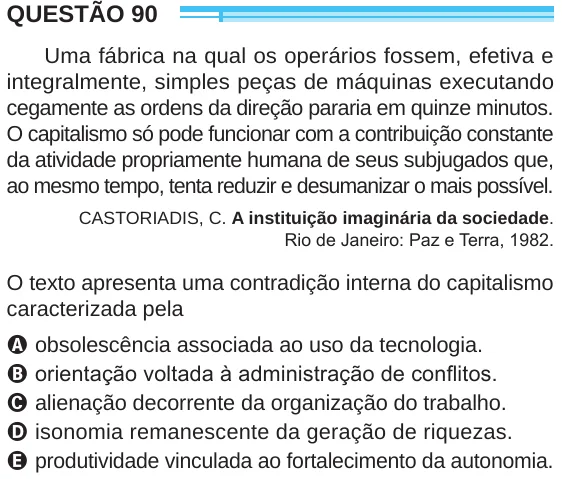 QUESTÃO 90
Uma fábrica na qual os operários fossem, efetiva e
integralmente, simples peças de máquinas executando
cegamente as ordens da direção pararia em quinze minutos.
O capitalismo só pode funcionar com a contribuição constante
da atividade propriamente humana de seus subjugados que,
ao mesmo tempo, tenta reduzir e desumanizar o mais possível.
CASTORIADIS, C. A instituição imaginária da sociedade.
Rio de Janeiro: Paz e Terra, 1982.
O texto apresenta uma contradição interna do capitalismo
caracterizada pela
A obsolescência associada ao uso da tecnologia.
B orientação voltada à administração de conflitos.
C alienação decorrente da organização do trabalho.
D isonomia remanescente da geração de riquezas.
E produtividade vinculada ao fortalecimento da autonomia.